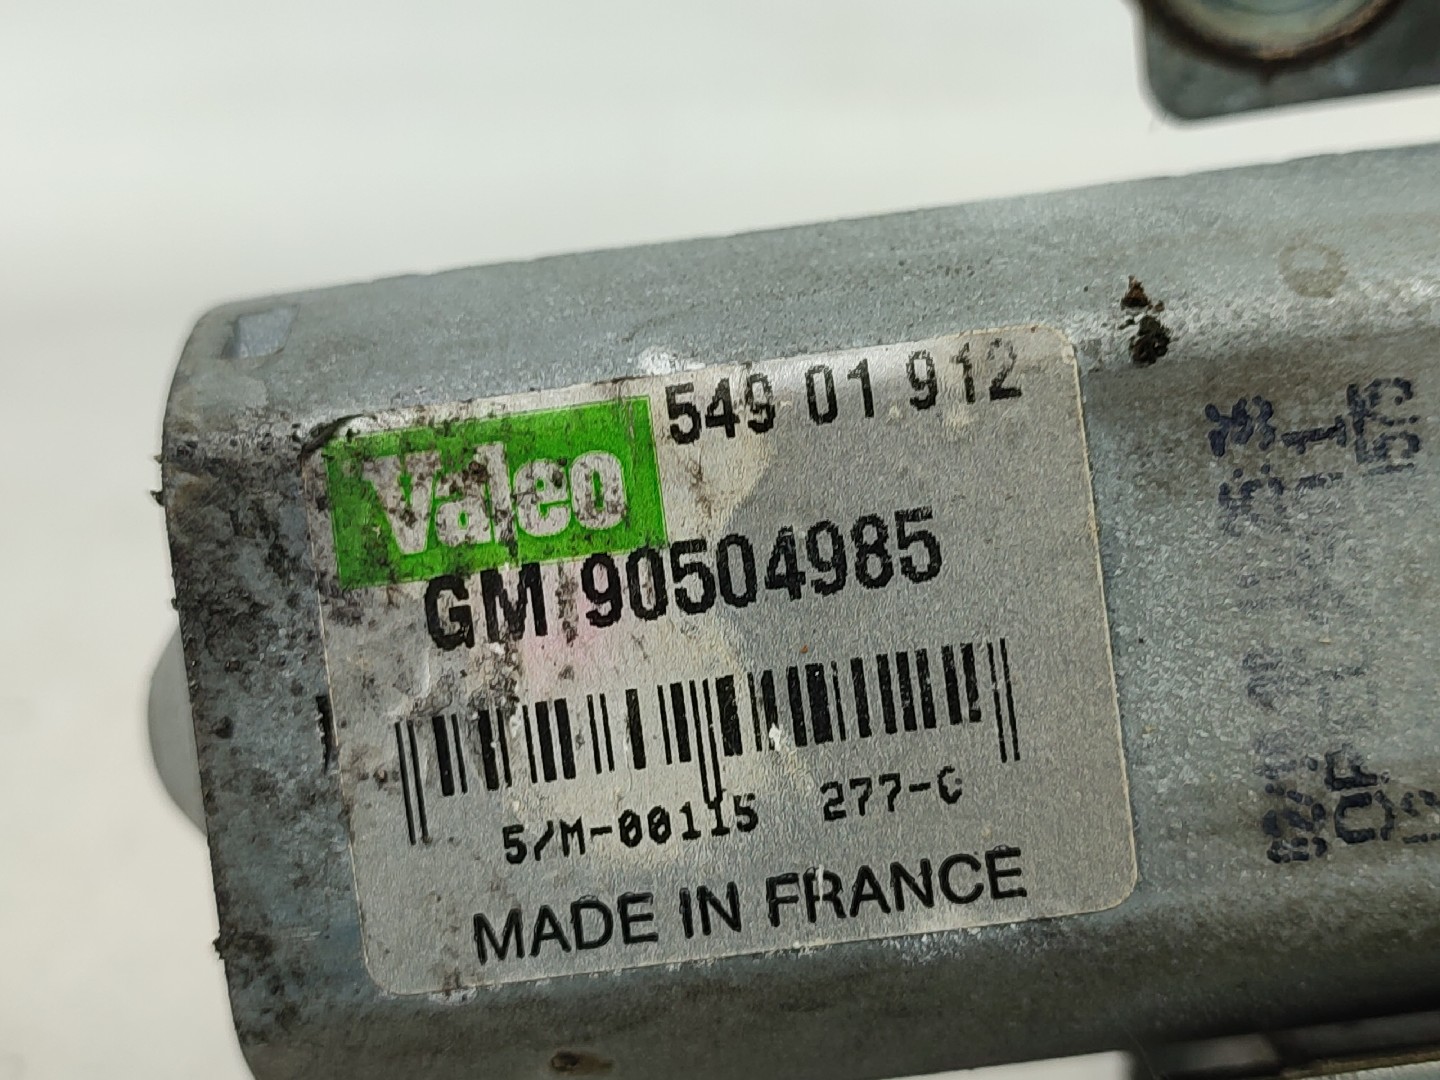 549 01 912
Valeo
GM 90504985
5/M-00115 277-G
MADE IN FRANCE